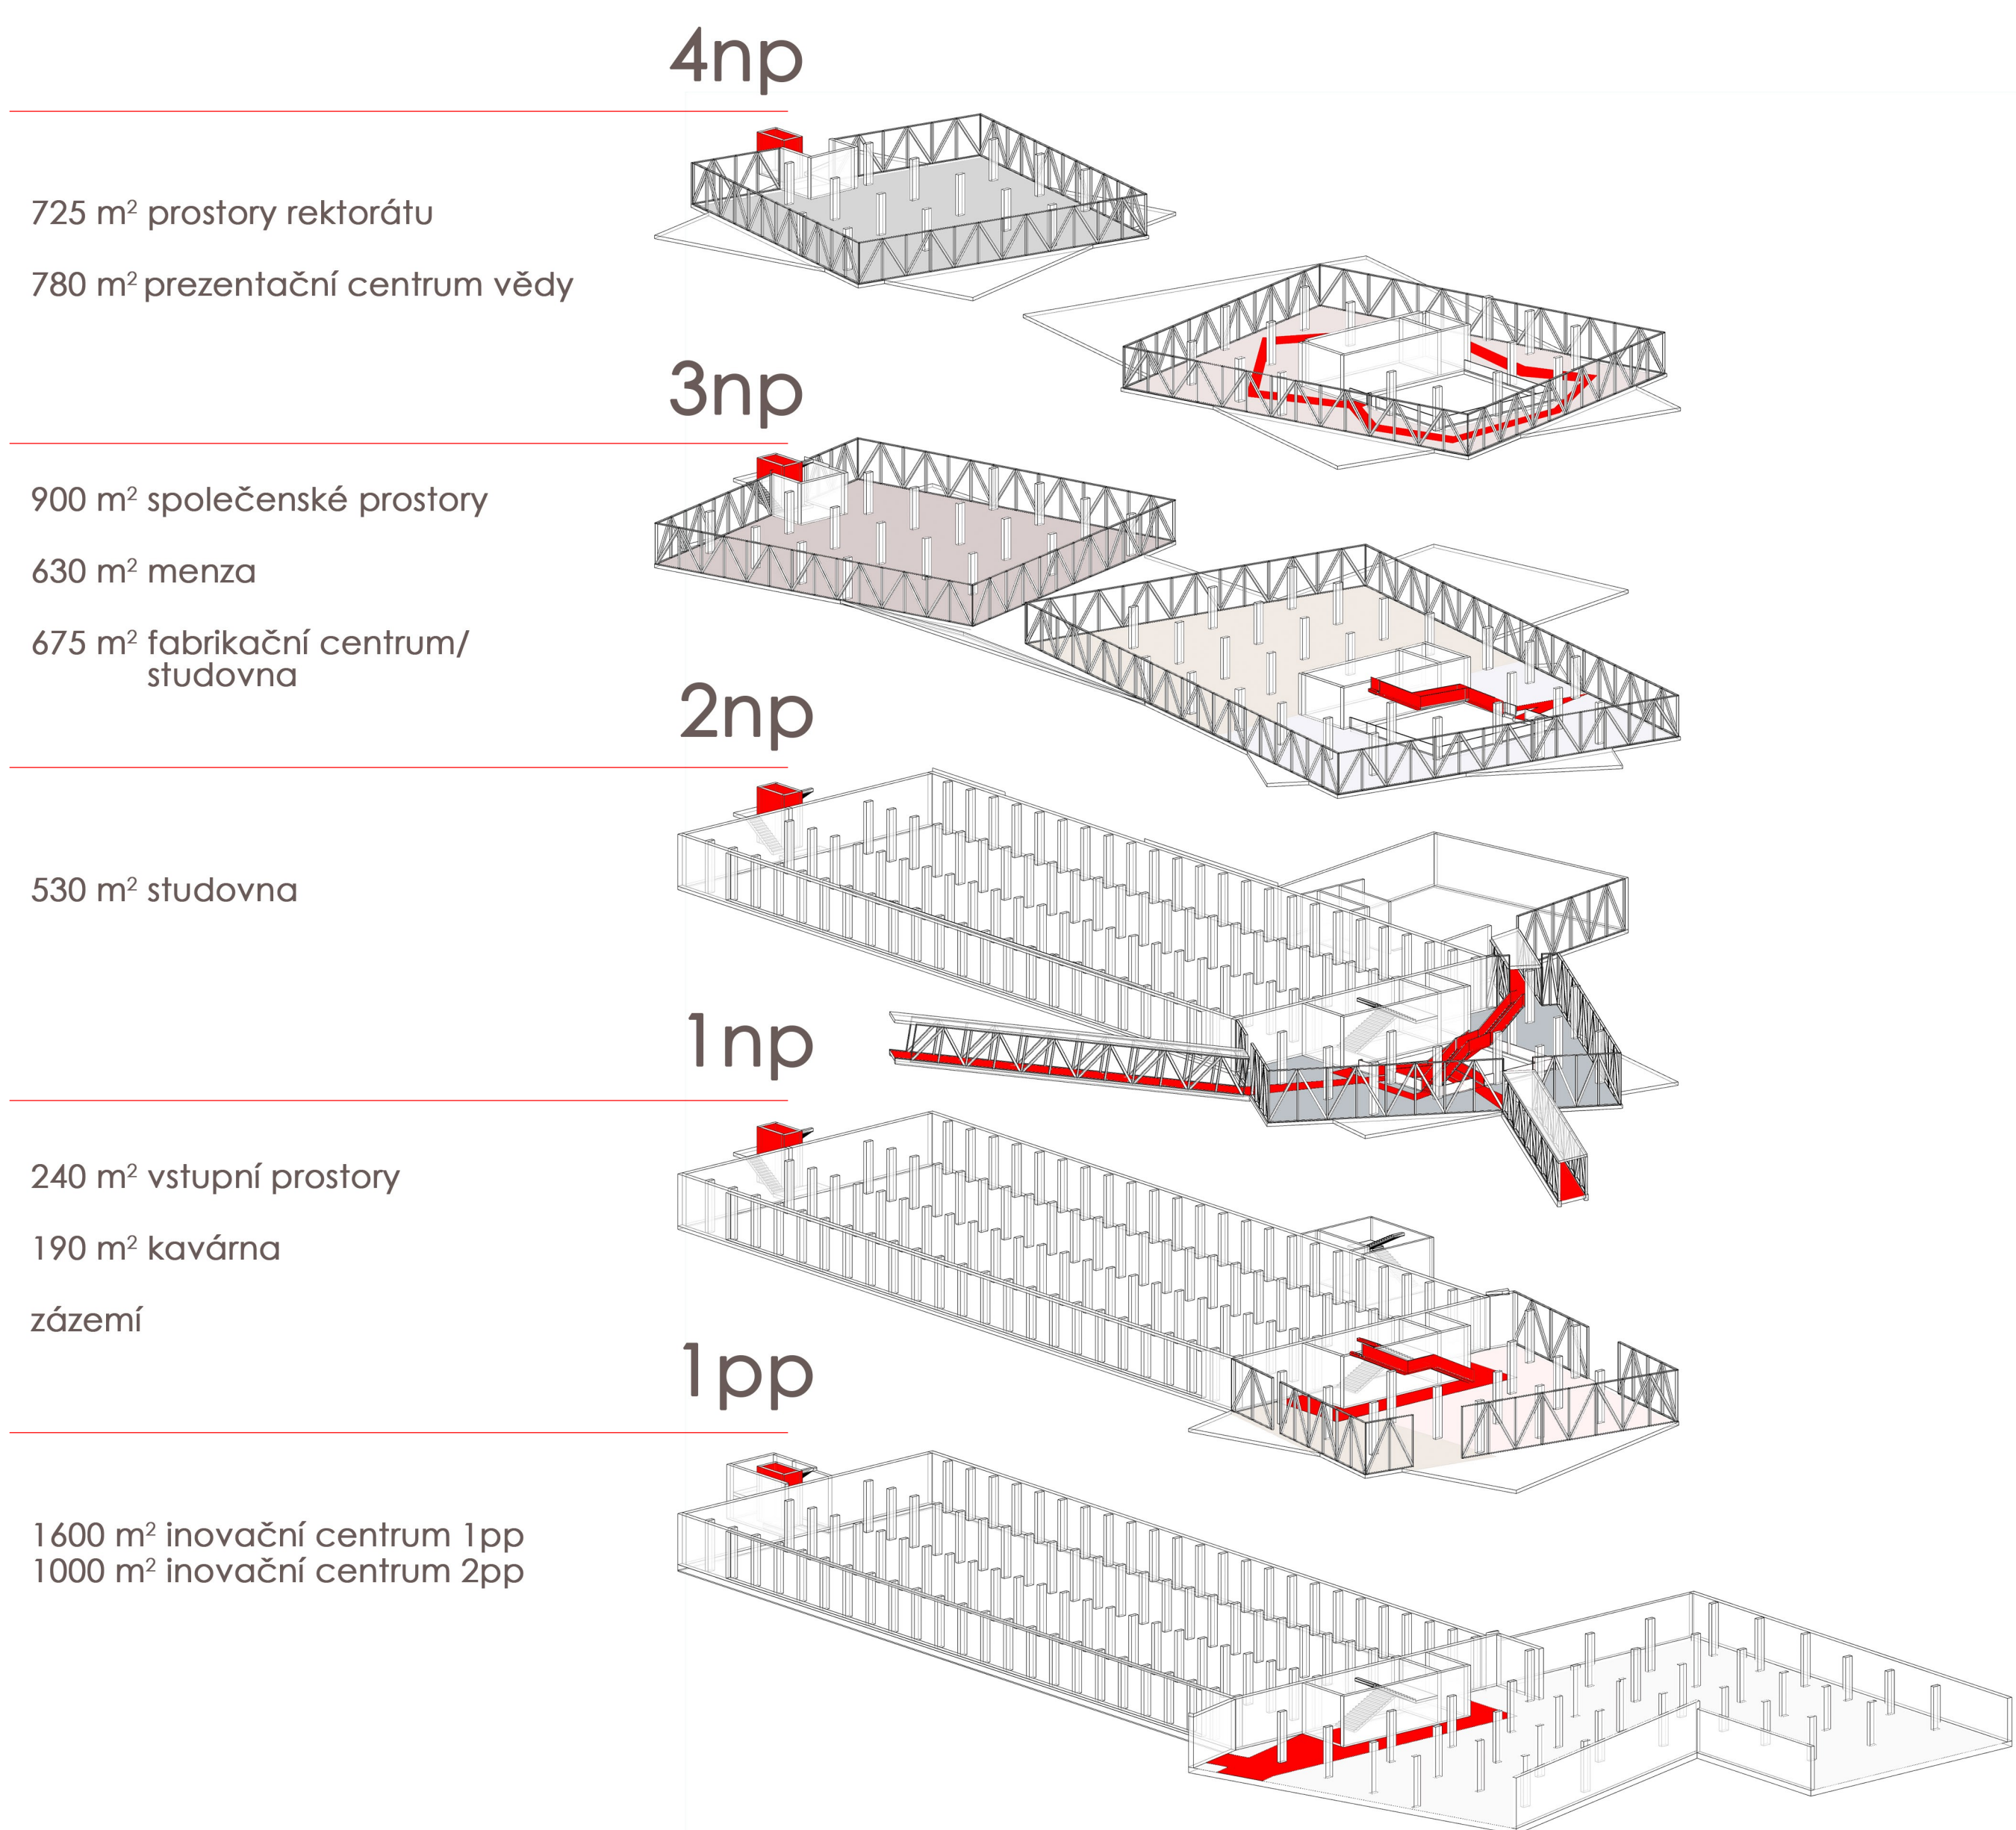 4np
725 m² prostory rektorátu
780 m² prezentační centrum vědy
3np
900 m² společenské prostory
630 m² menza
675 m² fabrikační centrum/
studovna
2np
530 m² studovna
1np
240 m² vstupní prostory
190 m² kavárna
zázemí
1pp
1600 m² inovační centrum 1pp
1000 m² inovační centrum 2pp